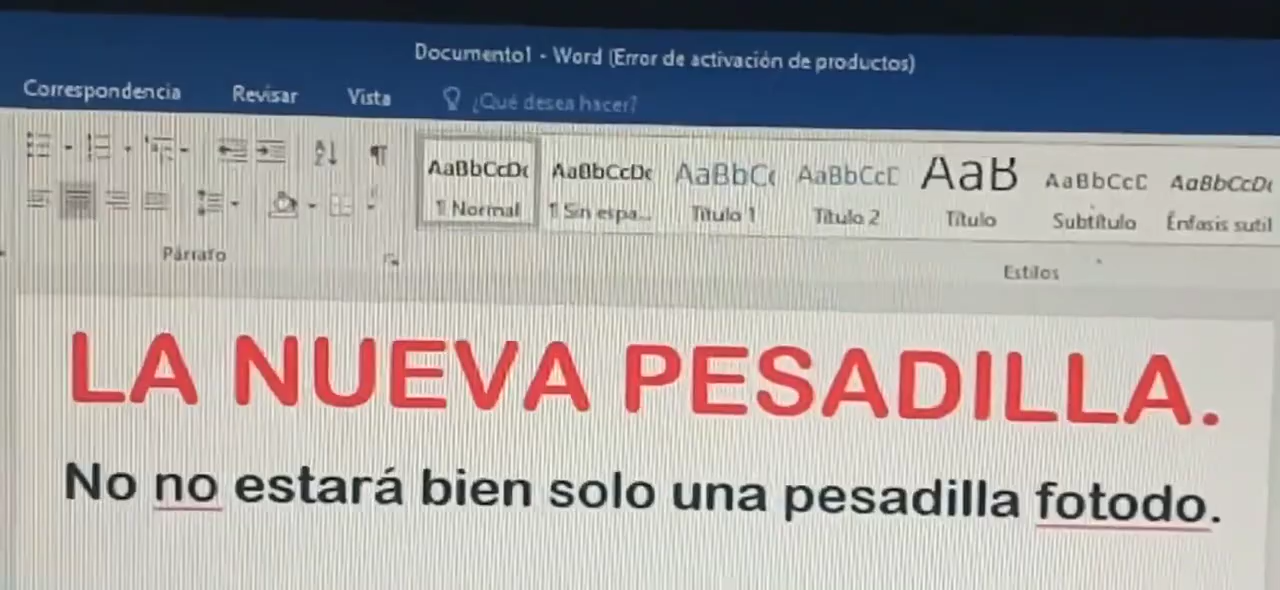 Documento1 - Word (Error de activación de productos)
Correspondencia Revisar Vista ¿Qué desea hacer?
AaBbCcDc AaBbCcDc AaBbCc AaBbCcC AaB AaBbCcC AaBbCcDc
¶ Normal ¶ Sin espa... Título 1 Título 2 Título Subtítulo Énfasis sutil
Párrafo Estilos
LA NUEVA PESADILLA.
No no estará bien solo una pesadilla fotodo.